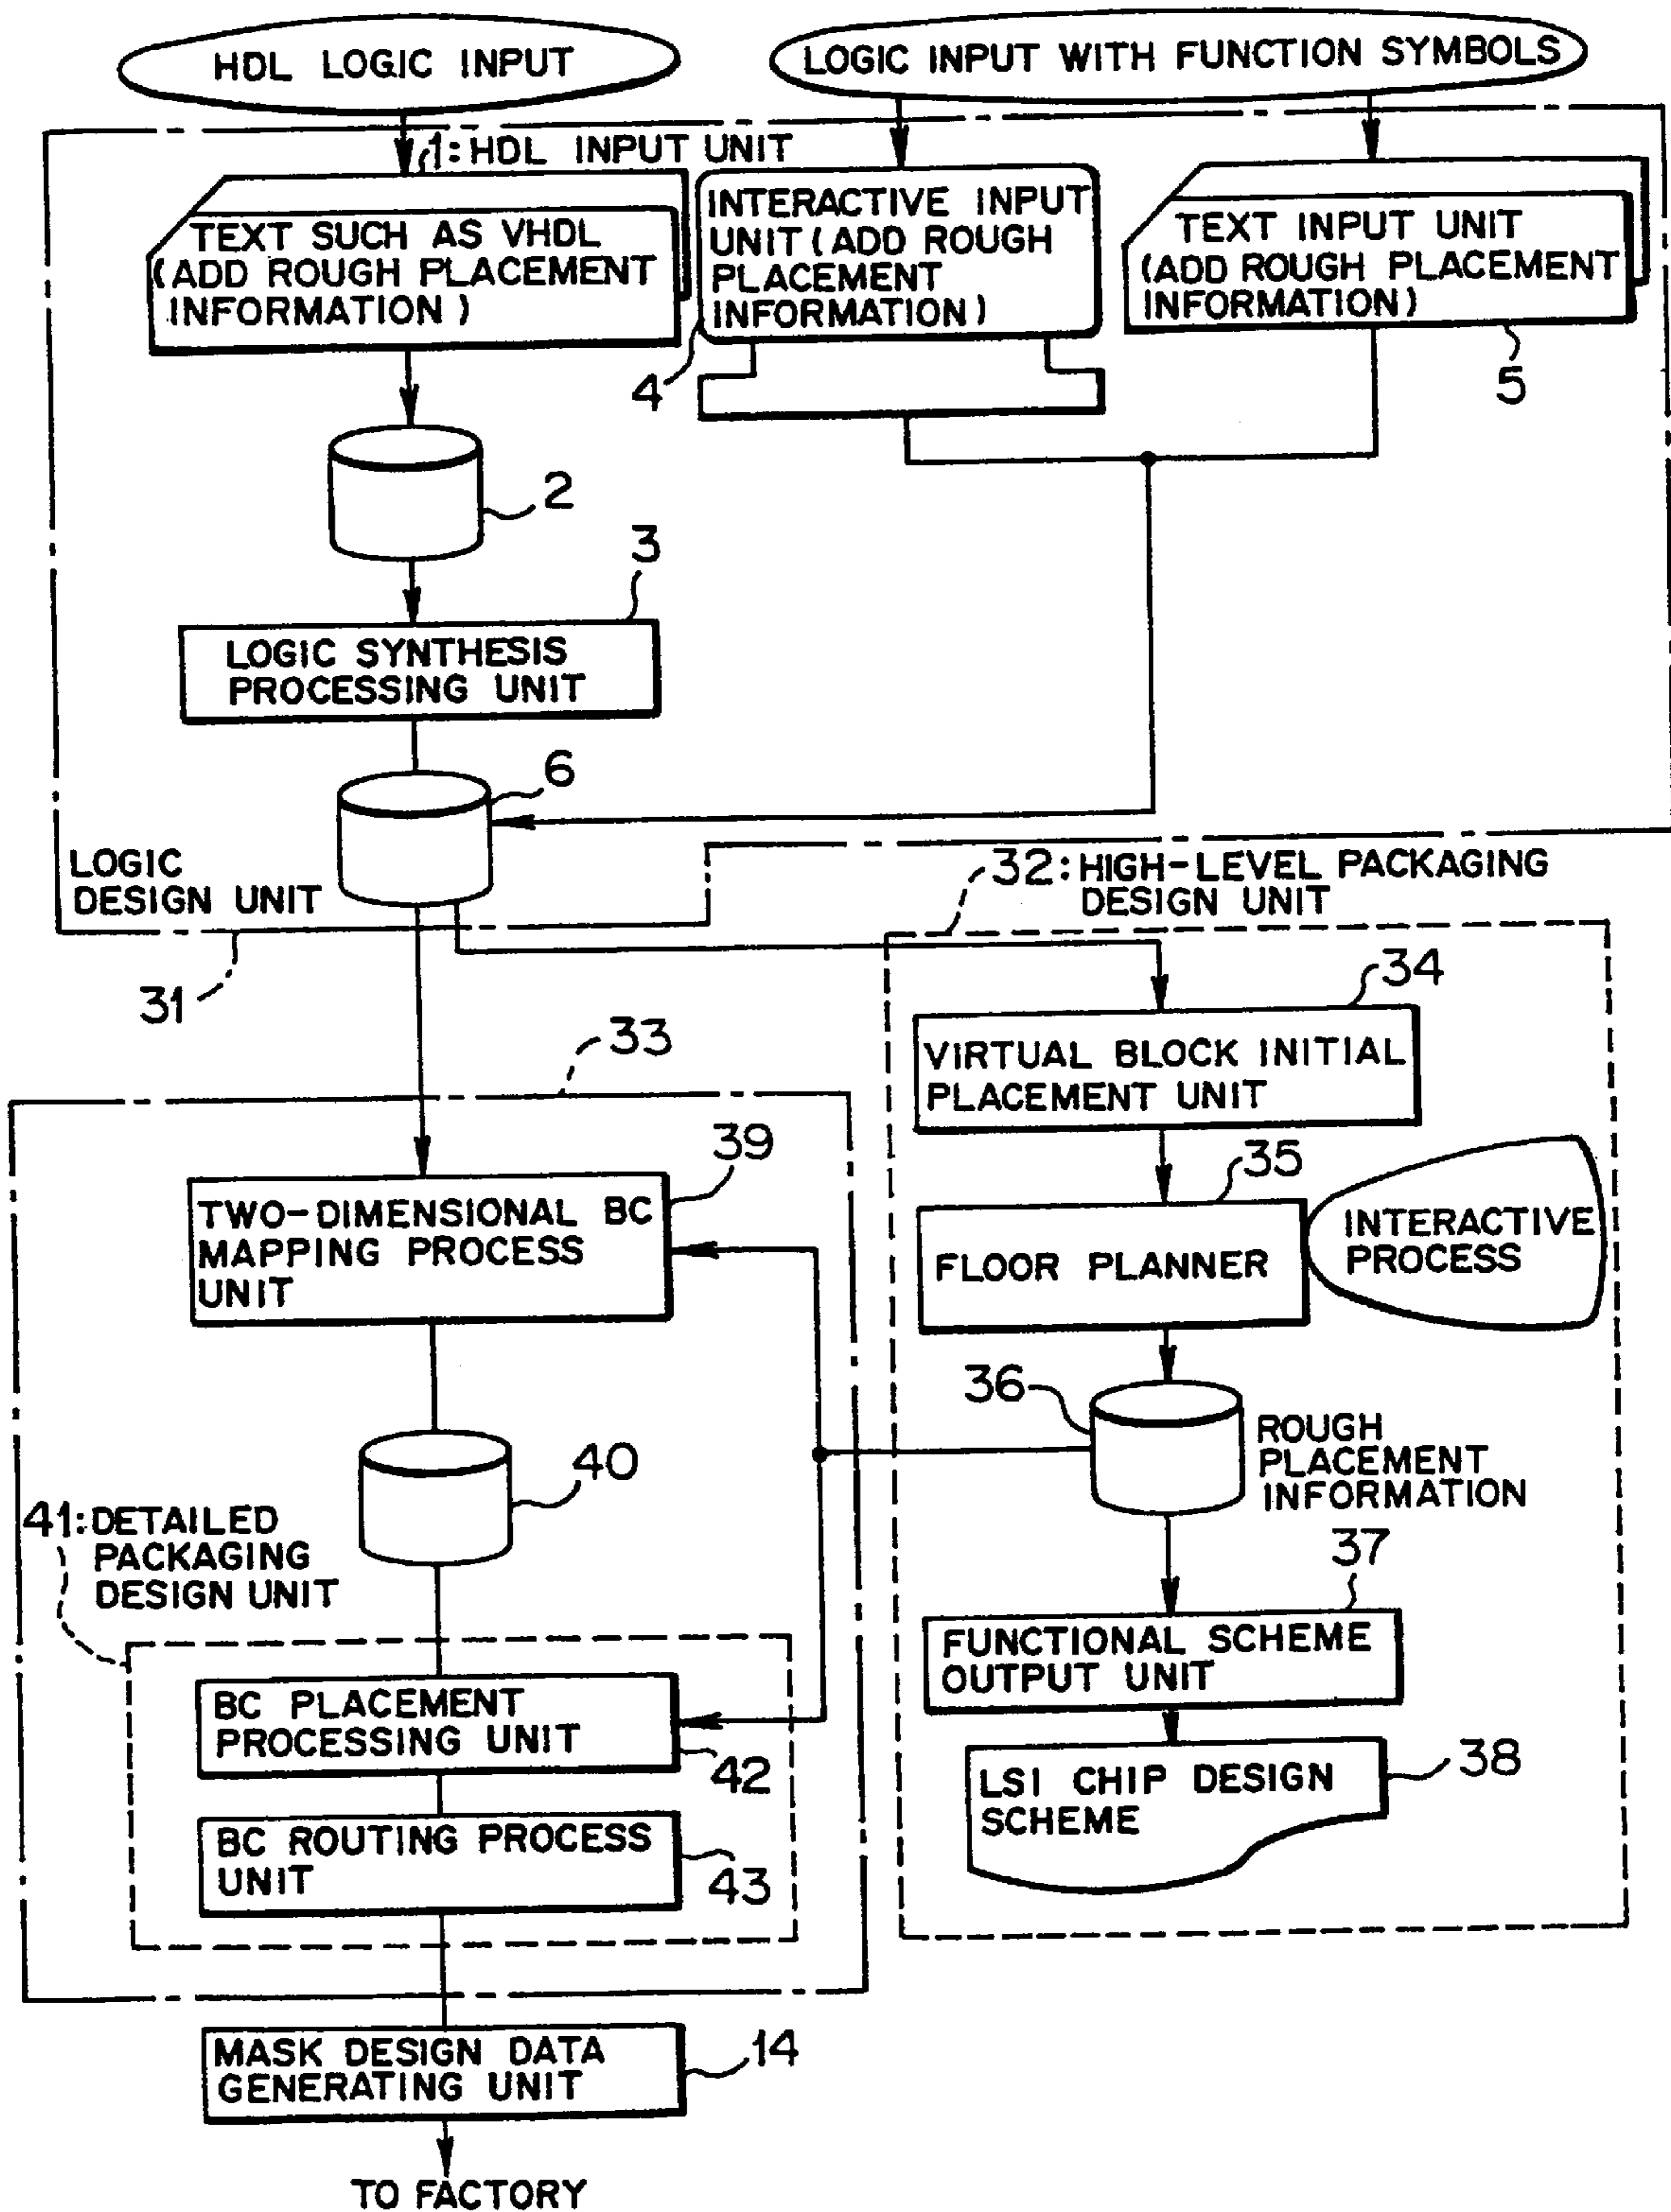 HDL LOGIC INPUT
LOGIC INPUT WITH FUNCTION SYMBOLS
1: HDL INPUT UNIT
TEXT SUCH AS VHDL
(ADD ROUGH PLACEMENT
INFORMATION)
INTERACTIVE INPUT
UNIT (ADD ROUGH
PLACEMENT
INFORMATION)
4
TEXT INPUT UNIT
(ADD ROUGH PLACEMENT
INFORMATION)
5
2
3
LOGIC SYNTHESIS
PROCESSING UNIT
6
LOGIC
DESIGN UNIT
31
32: HIGH-LEVEL PACKAGING
DESIGN UNIT
34
VIRTUAL BLOCK INITIAL
PLACEMENT UNIT
35
FLOOR PLANNER
INTERACTIVE
PROCESS
36
ROUGH
PLACEMENT
INFORMATION
37
FUNCTIONAL SCHEME
OUTPUT UNIT
LSI CHIP DESIGN
SCHEME
38
33
39
TWO-DIMENSIONAL BC
MAPPING PROCESS
UNIT
40
41: DETAILED
PACKAGING
DESIGN UNIT
BC PLACEMENT
PROCESSING UNIT
42
BC ROUTING PROCESS
UNIT
43
MASK DESIGN DATA
GENERATING UNIT
14
TO FACTORY